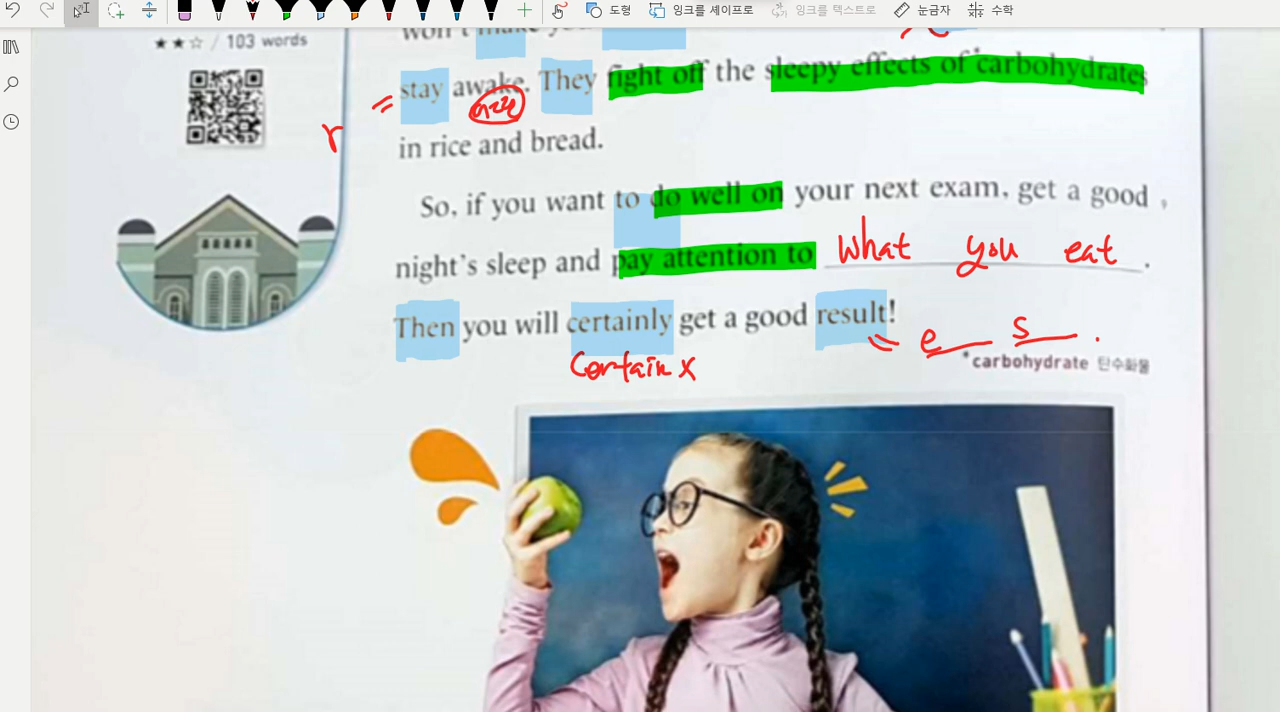 도형
잉크를 셰이프로
잉크를 텍스트로
눈금자
수학
★★☆ / 103 words
won't make you
= stay awake. They fight off the sleepy effects of *carbohydrates
r
in rice and bread.
So, if you want to do well on your next exam, get a good
night's sleep and pay attention to what you eat .
Then you will certainly get a good result!
= e s .
certain x
*carbohydrate 탄수화물